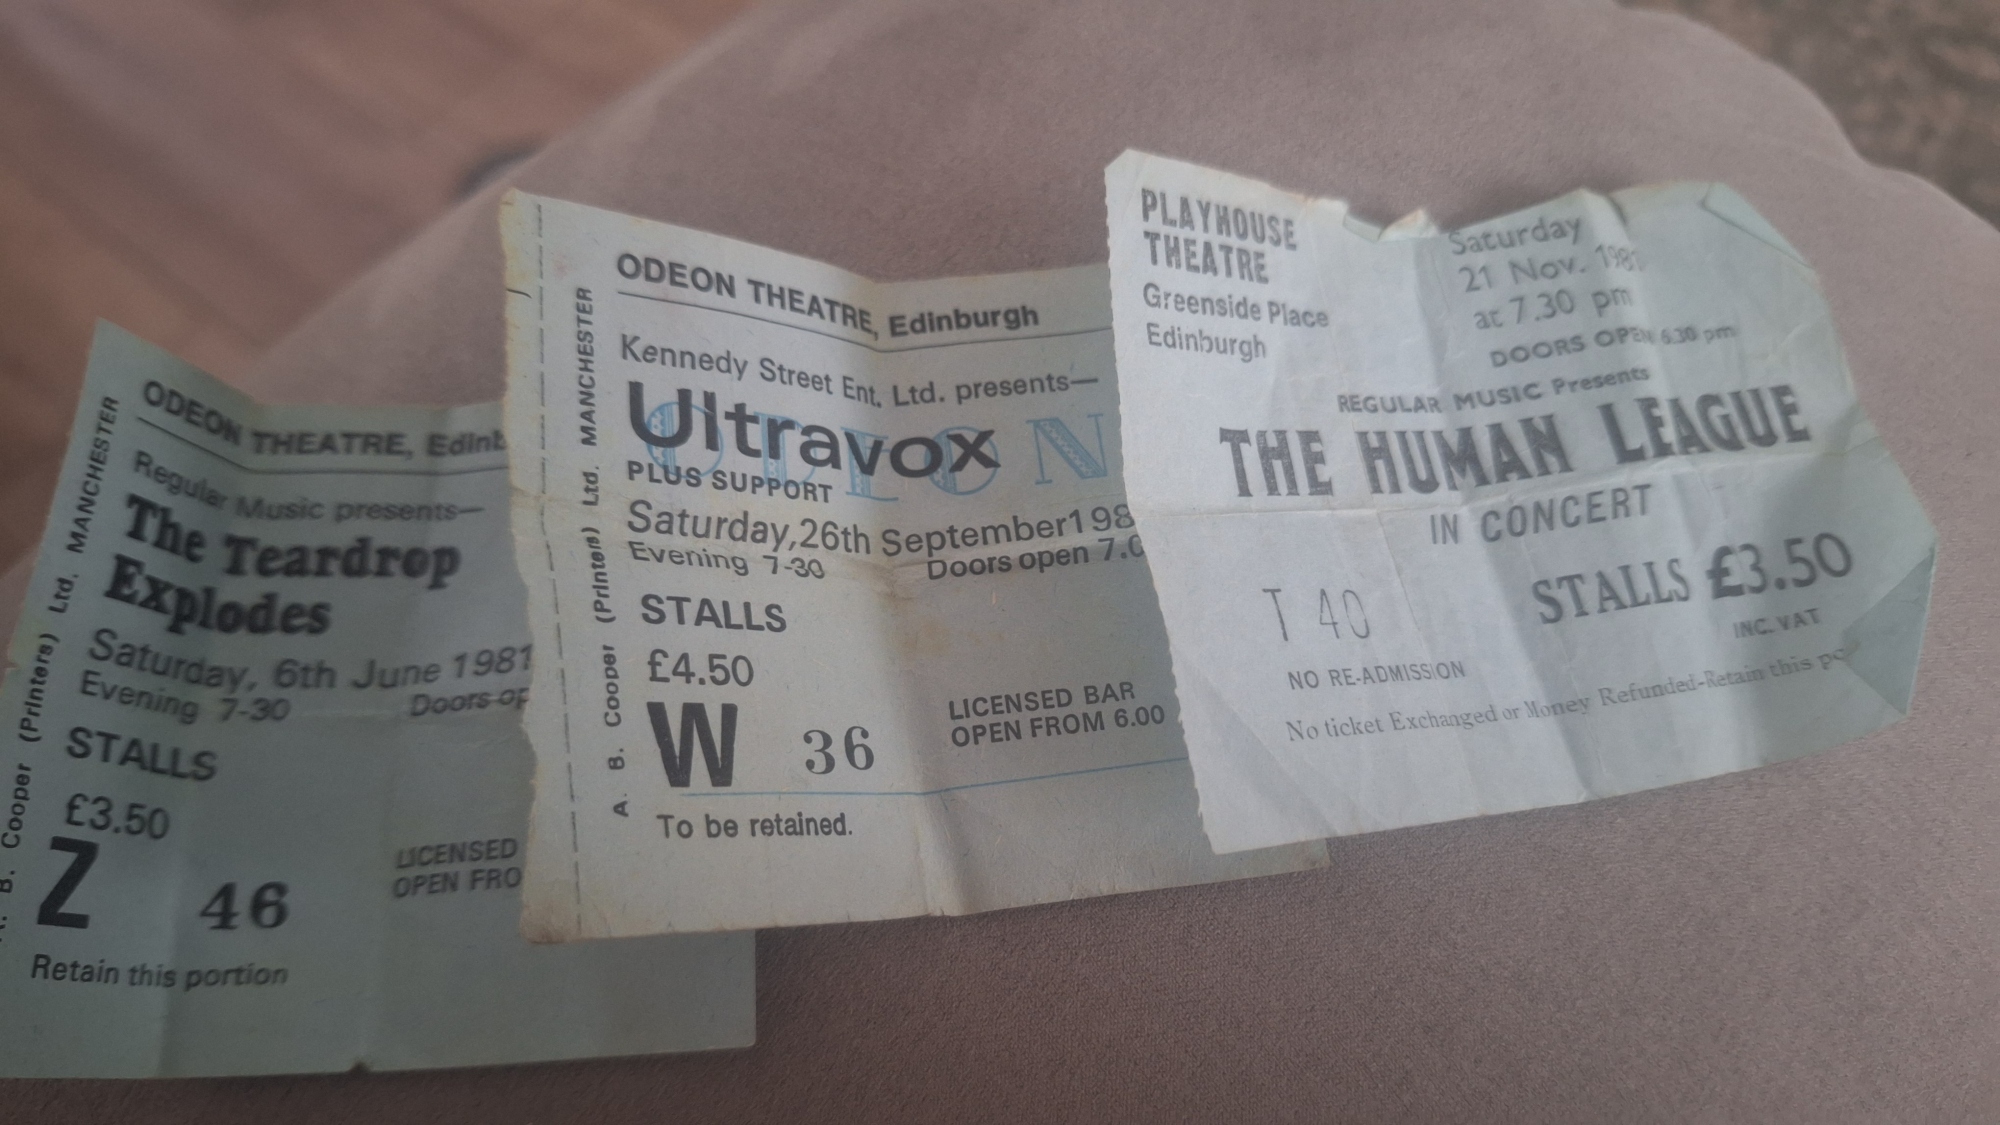 ODEON THEATRE, Edinb
Regular Music presents—
The Teardrop
Explodes
Saturday, 6th June 1981
Evening 7-30 Doors op
STALLS
£3.50
Z 46
LICENSED
OPEN FRO
Retain this portion
B. Cooper (Printers) Ltd. MANCHESTER
ODEON THEATRE, Edinburgh
Kennedy Street Ent. Ltd. presents—
Ultravox
ODEON
PLUS SUPPORT
Saturday, 26th September 198
Evening 7-30 Doors open 7.0
STALLS
£4.50
W 36
LICENSED BAR
OPEN FROM 6.00
To be retained.
A. B. Cooper (Printers) Ltd. MANCHESTER
PLAYHOUSE
THEATRE
Greenside Place
Edinburgh
Saturday
21 Nov. 1981
at 7.30 pm
DOORS OPEN 6.30 pm
REGULAR MUSIC Presents
THE HUMAN LEAGUE
IN CONCERT
T 40
STALLS £3.50
INC. VAT
NO RE-ADMISSION
No ticket Exchanged or Money Refunded-Retain this po